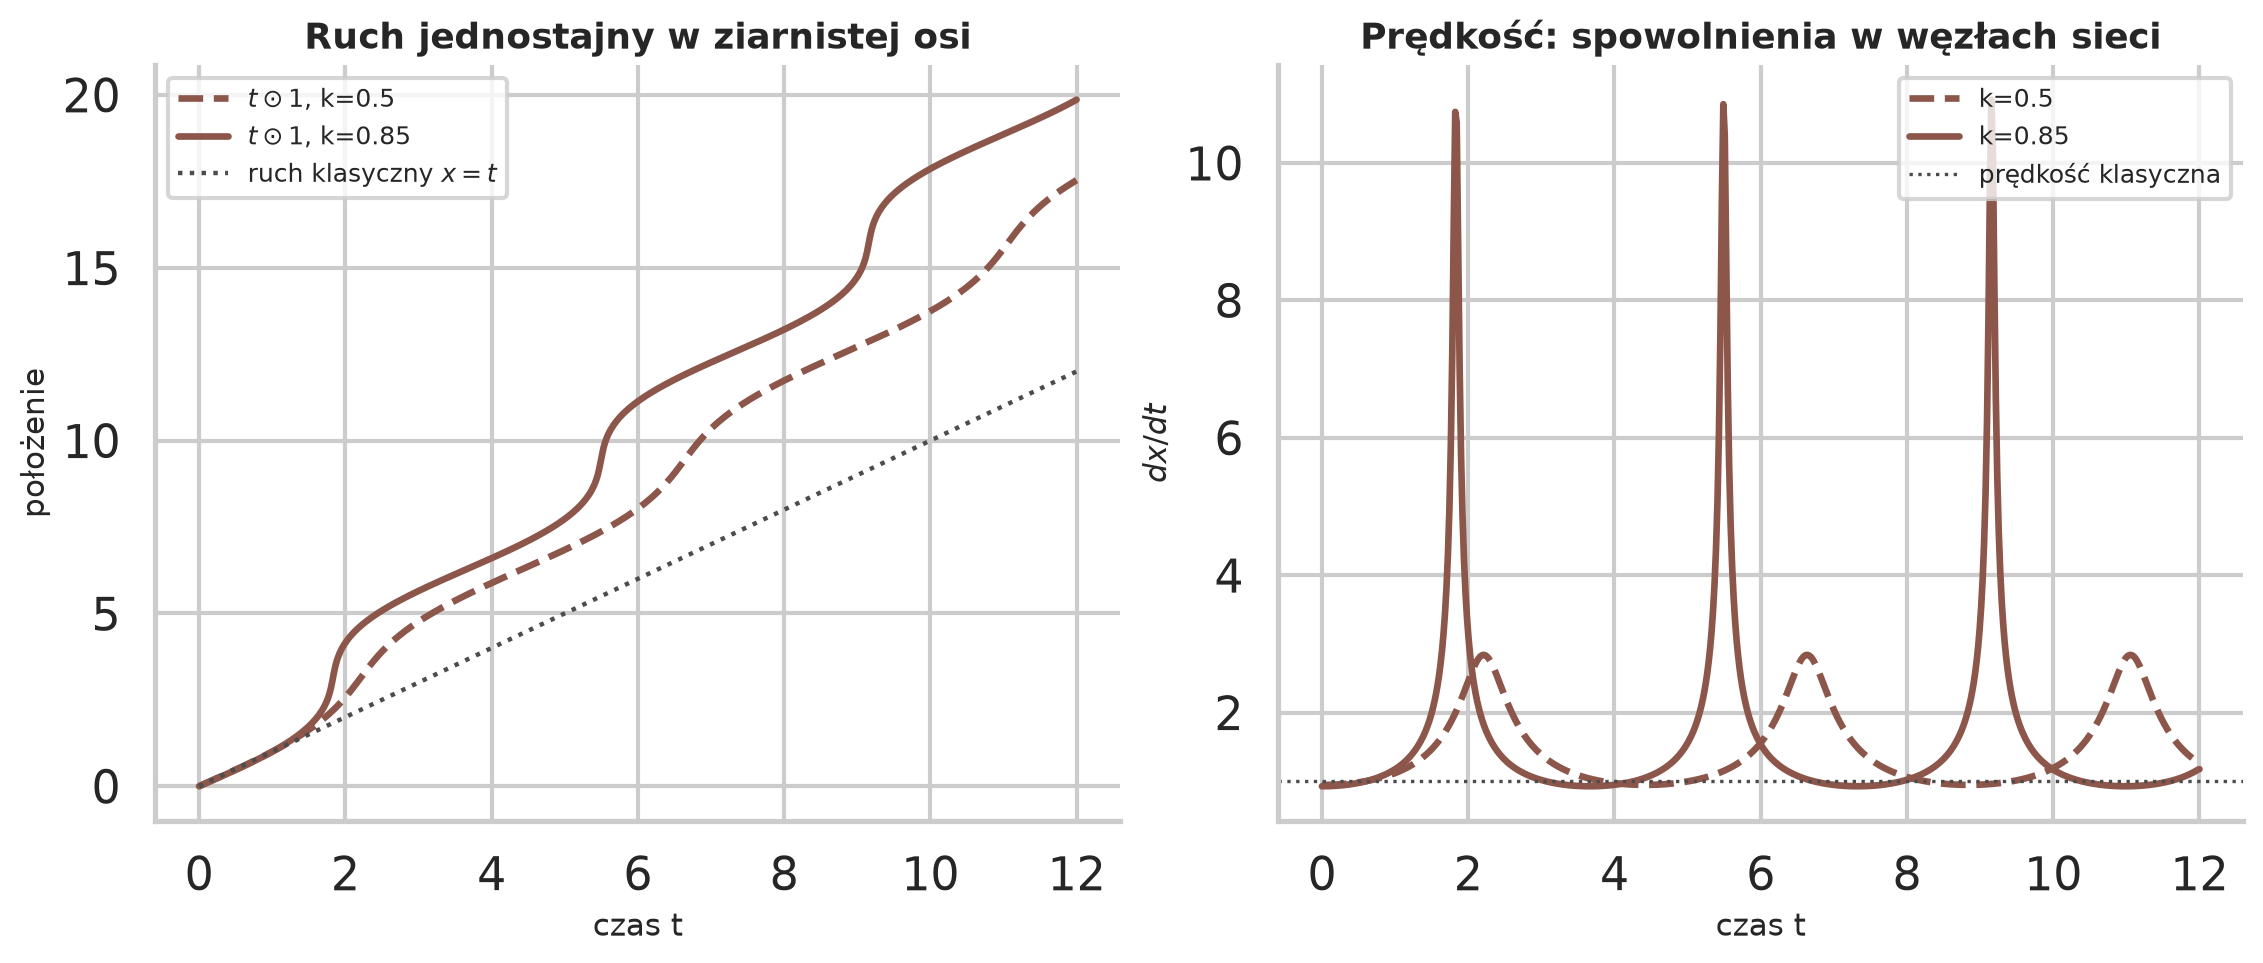 Ruch jednostajny w ziarnistej osi
t ⊙ 1, k=0.5
t ⊙ 1, k=0.85
ruch klasyczny x = t
20
15
10
5
0
położenie
0 2 4 6 8 10 12
czas t
Prędkość: spowolnienia w węzłach sieci
k=0.5
k=0.85
prędkość klasyczna
10
8
6
4
2
dx/dt
0 2 4 6 8 10 12
czas t